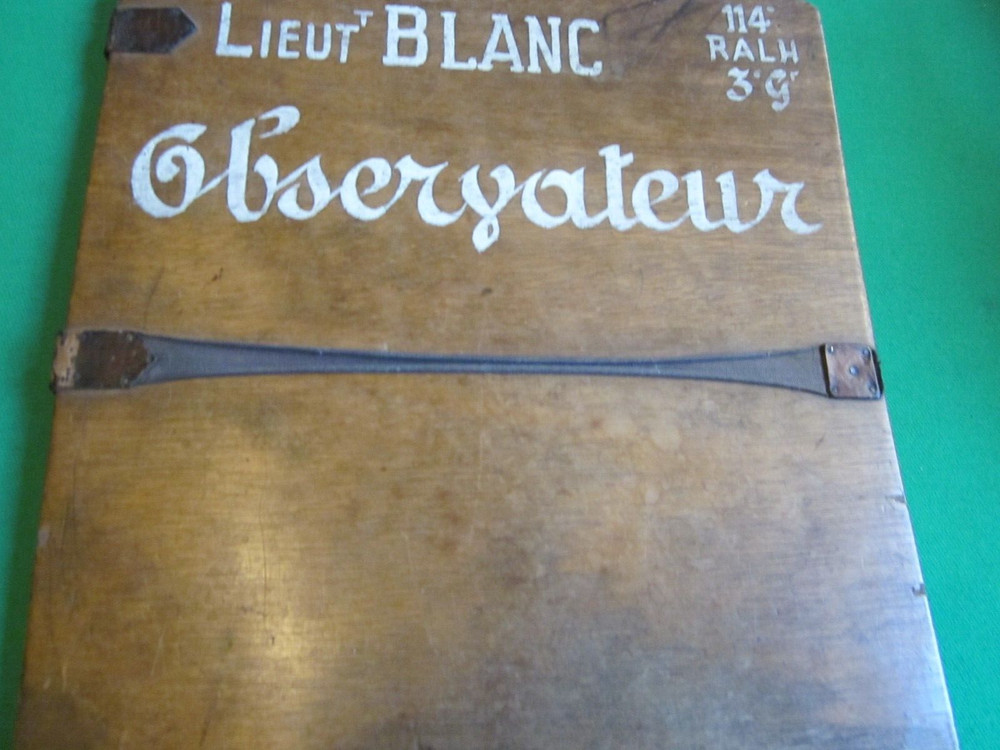 LIEUT^T BLANC
114^e
RALH
3^e G^r
Observateur